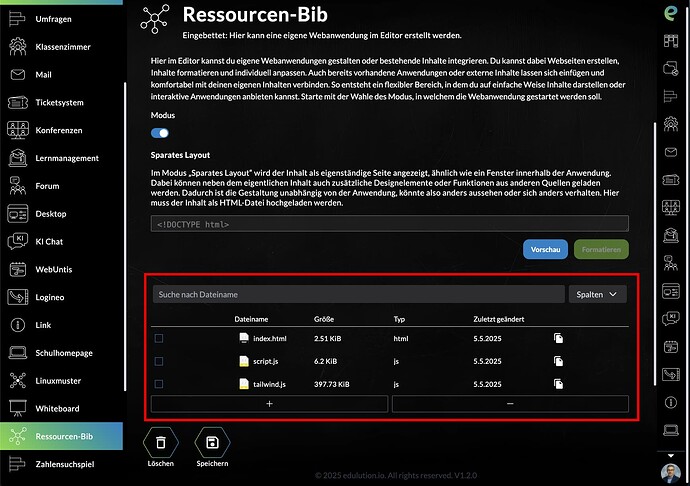 Umfragen
Klassenzimmer
Mail
Ticketsystem
Konferenzen
Lernmanagement
Forum
Desktop
KI
KI Chat
WebUntis
Logineo
Link
Schulhomepage
Linuxmuster
Whiteboard
Ressourcen-Bib
Zahlensuchspiel
Ressourcen-Bib
Eingebettet: Hier kann eine eigene Webanwendung im Editor erstellt werden.
Hier im Editor kannst du eigene Webanwendungen gestalten oder bestehende Inhalte integrieren. Du kannst dabei Webseiten erstellen,
Inhalte formatieren und individuell anpassen. Auch bereits vorhandene Anwendungen oder externe Inhalte lassen sich einfügen und
komfortabel mit deinen eigenen Inhalten verbinden. So entsteht ein flexibler Bereich, in dem du auf einfache Weise Inhalte darstellen oder
interaktive Anwendungen anbieten kannst. Starte mit der Wahl des Modus, in welchem die Webanwendung gestartet werden soll.
Modus
Sparates Layout
Im Modus „Sparates Layout“ wird der Inhalt als eigenständige Seite angezeigt, ähnlich wie ein Fenster innerhalb der Anwendung.
Dabei können neben dem eigentlichen Inhalt auch zusätzliche Designelemente oder Funktionen aus anderen Quellen geladen
werden. Dadurch ist die Gestaltung unabhängig von der Anwendung, könnte also anders aussehen oder sich anders verhalten. Hier
muss der Inhalt als HTML-Datei hochgeladen werden.
<!DOCTYPE html>
Vorschau Formatieren
Suche nach Dateiname Spalten
Dateiname Größe Typ Zuletzt geändert
index.html 2.51 KiB html 5.5.2025
script.js 6.2 KiB js 5.5.2025
tailwind.js 397.73 KiB js 5.5.2025
+ −
Löschen Speichern
© 2025 edulution.io. All rights reserved. V1.2.0
KI